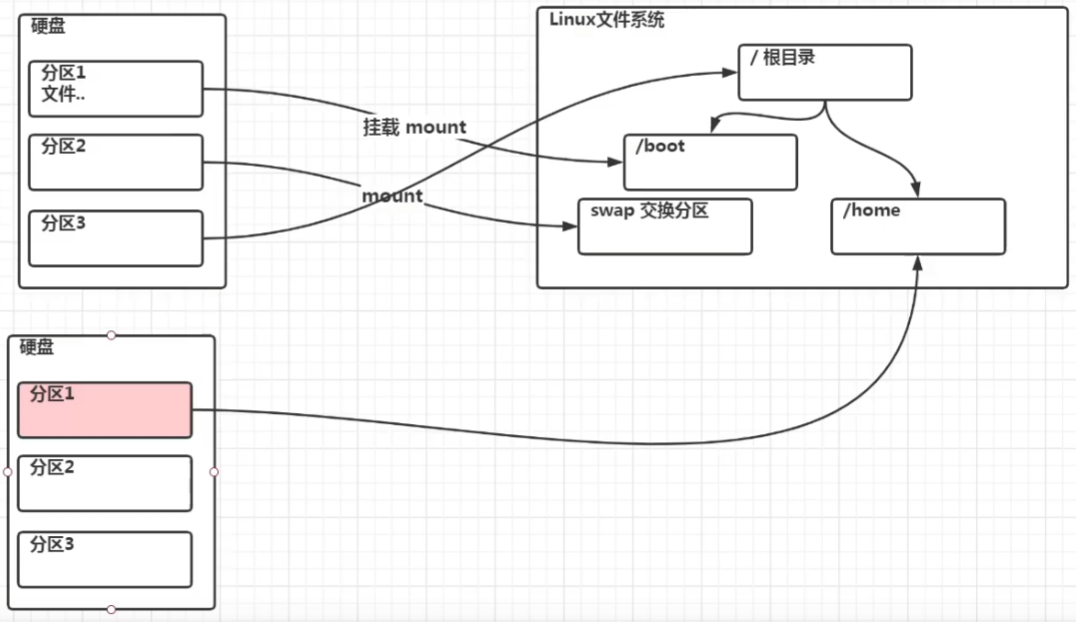 硬盘
分区1
文件..
分区2
分区3
挂载 mount
mount
Linux文件系统
/ 根目录
/boot
swap 交换分区
/home
硬盘
分区1
分区2
分区3